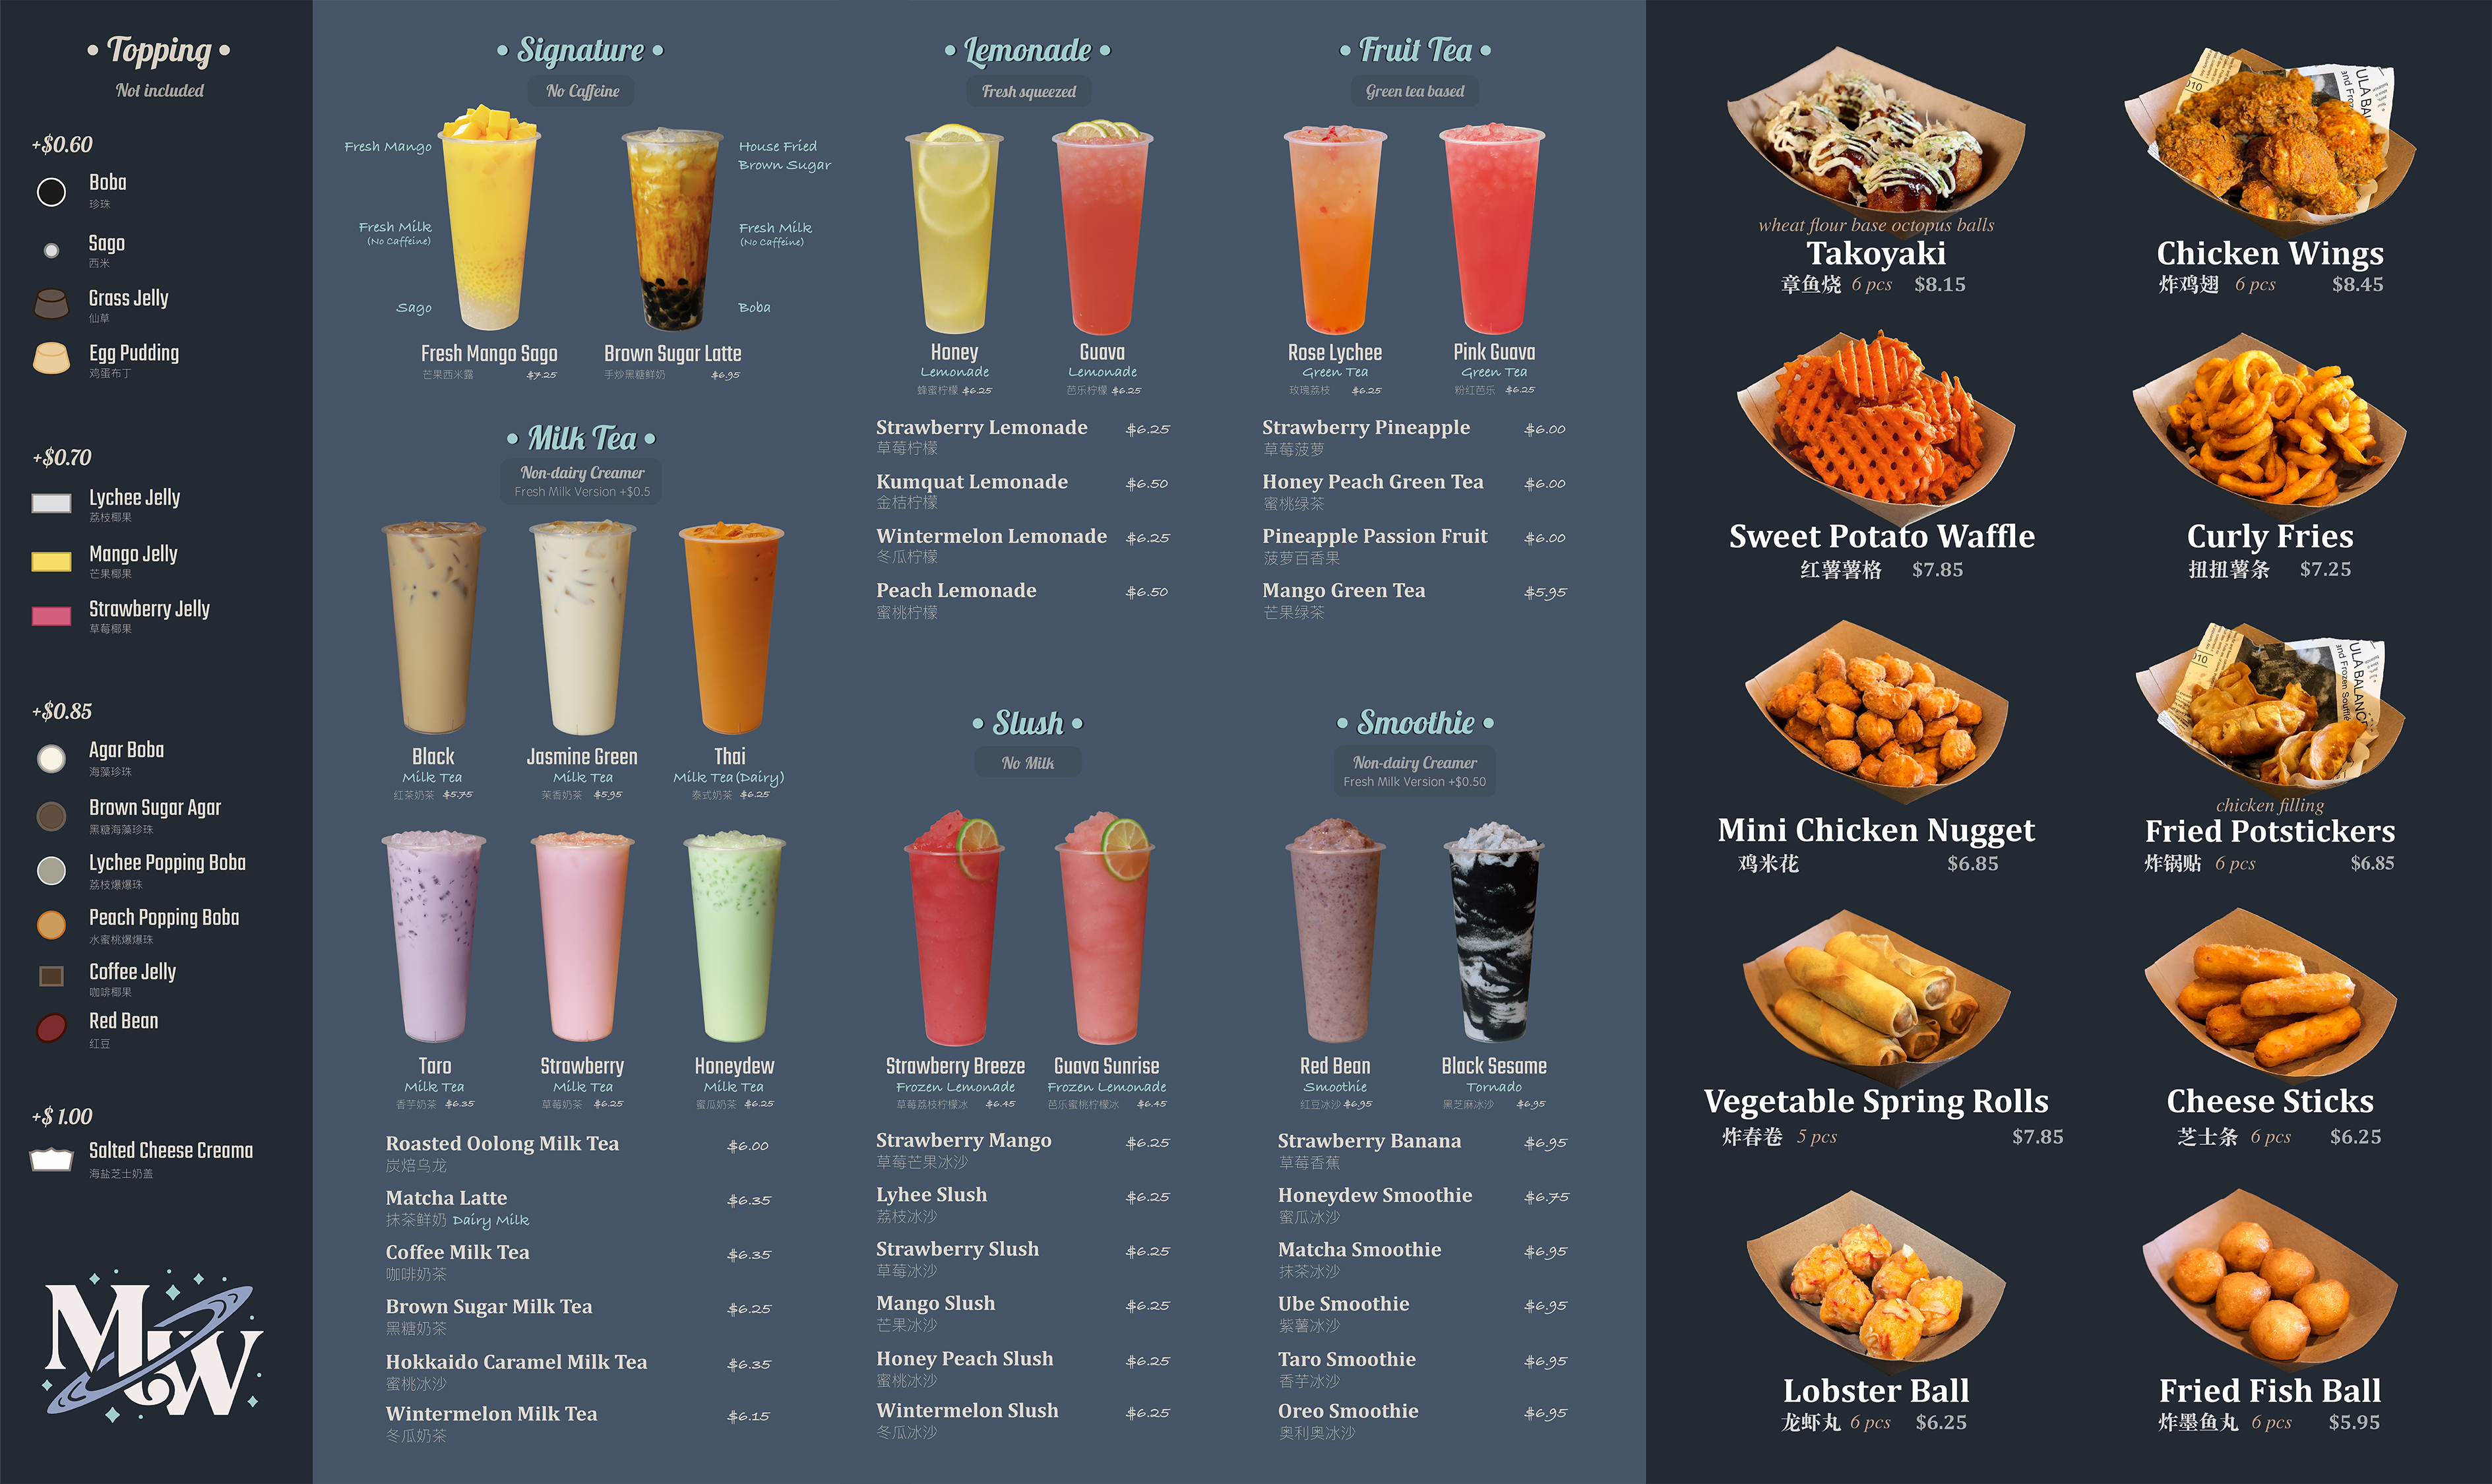 • Topping •
Not included
+$0.60
Boba
珍珠
Sago
西米
Grass Jelly
仙草
Egg Pudding
鸡蛋布丁
+$0.70
Lychee Jelly
荔枝椰果
Mango Jelly
芒果椰果
Strawberry Jelly
草莓椰果
+$0.85
Agar Boba
海藻珍珠
Brown Sugar Agar
黑糖海藻珍珠
Lychee Popping Boba
荔枝爆爆珠
Peach Popping Boba
水蜜桃爆爆珠
Coffee Jelly
咖啡椰果
Red Bean
红豆
+$ 1.00
Salted Cheese Creama
海盐芝士奶盖
MW
• Signature •
No Caffeine
Fresh Mango
Fresh Milk
(No Caffeine)
Sago
House Fried
Brown Sugar
Fresh Milk
(No Caffeine)
Boba
Fresh Mango Sago
芒果西米露 $7.25
Brown Sugar Latte
手炒黑糖鲜奶 $6.95
• Milk Tea •
Non-dairy Creamer
Fresh Milk Version +$0.5
Black
Milk Tea
红茶奶茶 $5.75
Jasmine Green
Milk Tea
茉香奶茶 $5.95
Thai
Milk Tea (Dairy)
泰式奶茶 $6.25
Taro
Milk Tea
香芋奶茶 $6.35
Strawberry
Milk Tea
草莓奶茶 $6.25
Honeydew
Milk Tea
蜜瓜奶茶 $6.25
Roasted Oolong Milk Tea $6.00
炭焙乌龙
Matcha Latte $6.35
抹茶鲜奶 Dairy Milk
Coffee Milk Tea $6.35
咖啡奶茶
Brown Sugar Milk Tea $6.25
黑糖奶茶
Hokkaido Caramel Milk Tea $6.35
蜜桃冰沙
Wintermelon Milk Tea $6.15
冬瓜奶茶
• Lemonade •
Fresh squeezed
Honey
Lemonade
蜂蜜柠檬 $6.25
Guava
Lemonade
芭乐柠檬 $6.25
Strawberry Lemonade $6.25
草莓柠檬
Kumquat Lemonade $6.50
金桔柠檬
Wintermelon Lemonade $6.25
冬瓜柠檬
Peach Lemonade $6.50
蜜桃柠檬
• Slush •
No Milk
Strawberry Breeze
Frozen Lemonade
草莓荔枝柠檬冰 $6.45
Guava Sunrise
Frozen Lemonade
芭乐蜜桃柠檬冰 $6.45
Strawberry Mango $6.25
草莓芒果冰沙
Lyhee Slush $6.25
荔枝冰沙
Strawberry Slush $6.25
草莓冰沙
Mango Slush $6.25
芒果冰沙
Honey Peach Slush $6.25
蜜桃冰沙
Wintermelon Slush $6.25
冬瓜冰沙
• Fruit Tea •
Green tea based
Rose Lychee
Green Tea
玫瑰荔枝 $6.25
Pink Guava
Green Tea
粉红芭乐 $6.25
Strawberry Pineapple $6.00
草莓菠萝
Honey Peach Green Tea $6.00
蜜桃绿茶
Pineapple Passion Fruit $6.00
菠萝百香果
Mango Green Tea $5.95
芒果绿茶
• Smoothie •
Non-dairy Creamer
Fresh Milk Version +$0.50
Red Bean
Smoothie
红豆冰沙 $6.95
Black Sesame
Tornado
黑芝麻冰沙 $6.95
Strawberry Banana $6.95
草莓香蕉
Honeydew Smoothie $6.75
蜜瓜冰沙
Matcha Smoothie $6.95
抹茶冰沙
Ube Smoothie $6.95
紫薯冰沙
Taro Smoothie $6.95
香芋冰沙
Oreo Smoothie $6.95
奥利奥冰沙
wheat flour base octopus balls
Takoyaki
章鱼烧 6 pcs $8.15
Chicken Wings
炸鸡翅 6 pcs $8.45
Sweet Potato Waffle
红薯薯格 $7.85
Curly Fries
扭扭薯条 $7.25
Mini Chicken Nugget
鸡米花 $6.85
chicken filling
Fried Potstickers
炸锅贴 6 pcs $6.85
Vegetable Spring Rolls
炸春卷 5 pcs $7.85
Cheese Sticks
芝士条 6 pcs $6.25
Lobster Ball
龙虾丸 6 pcs $6.25
Fried Fish Ball
炸墨鱼丸 6 pcs $5.95